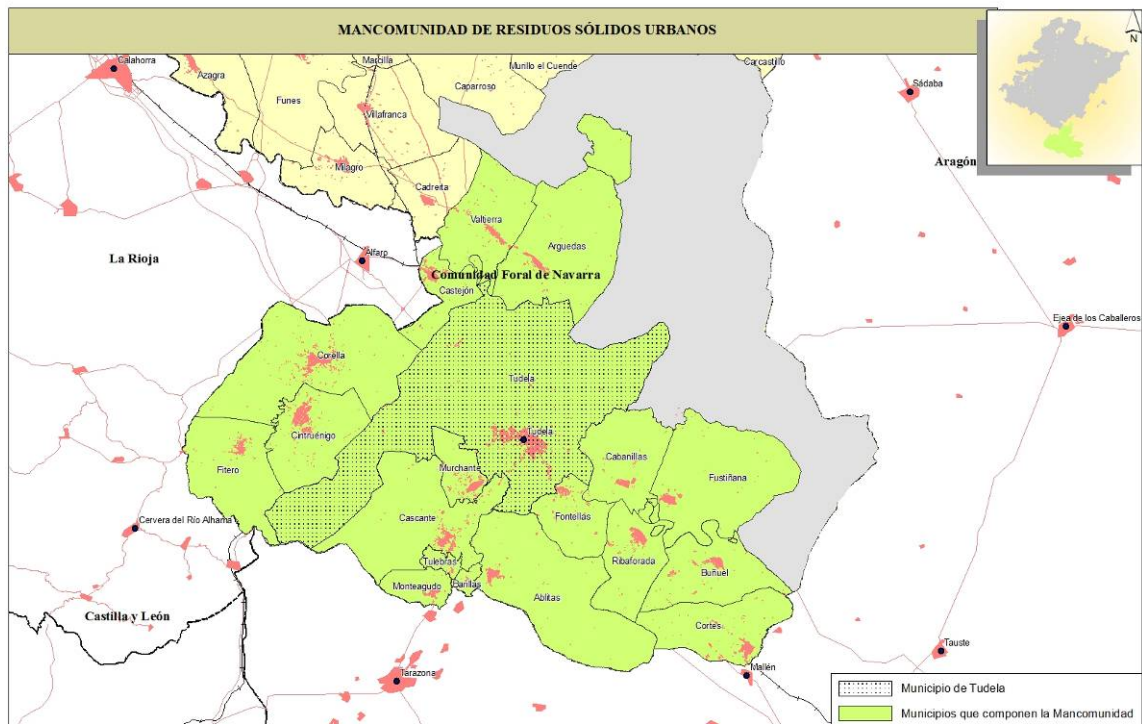 MANCOMUNIDAD DE RESIDUOS SÓLIDOS URBANOS
N
Calahorra
Azagra
Marcilla
Murillo el Cuende
Carcastillo
Caparroso
Sádaba
Funes
Villafranca
Milagro
Cadreita
Aragón
Valtierra
Arguedas
La Rioja
Alfaro
Comunidad Foral de Navarra
Castejón
Ejea de los Caballeros
Corella
Tudela
Cintruénigo
Tudela
Fitero
Murchante
Cabanillas
Fustiñana
Cascante
Fontellas
Cervera del Río Alhama
Ribaforada
Tulebras
Buñuel
Monteagudo
Barillas
Ablitas
Castilla y León
Cortes
Tauste
Mallén
Tarazona
Municipio de Tudela
Municipios que componen la Mancomunidad